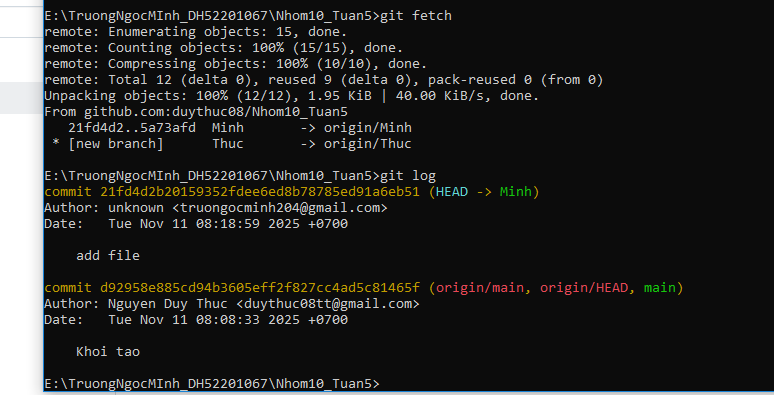 E:\TruongNgocMInh_DH52201067\Nhom10_Tuan5>git fetch
remote: Enumerating objects: 15, done.
remote: Counting objects: 100% (15/15), done.
remote: Compressing objects: 100% (10/10), done.
remote: Total 12 (delta 0), reused 9 (delta 0), pack-reused 0 (from 0)
Unpacking objects: 100% (12/12), 1.95 KiB | 40.00 KiB/s, done.
From github.com:duythuc08/Nhom10_Tuan5
   21fd4d2..5a73afd  Minh       -> origin/Minh
 * [new branch]      Thuc       -> origin/Thuc
E:\TruongNgocMInh_DH52201067\Nhom10_Tuan5>git log
commit 21fd4d2b20159352fdee6ed8b78785ed91a6eb51 (HEAD -> Minh)
Author: unknown <truongocminh204@gmail.com>
Date:   Tue Nov 11 08:18:59 2025 +0700
    add file
commit d92958e885cd94b3605eff2f827cc4ad5c81465f (origin/main, origin/HEAD, main)
Author: Nguyen Duy Thuc <duythuc08tt@gmail.com>
Date:   Tue Nov 11 08:08:33 2025 +0700
    Khoi tao
E:\TruongNgocMInh_DH52201067\Nhom10_Tuan5>